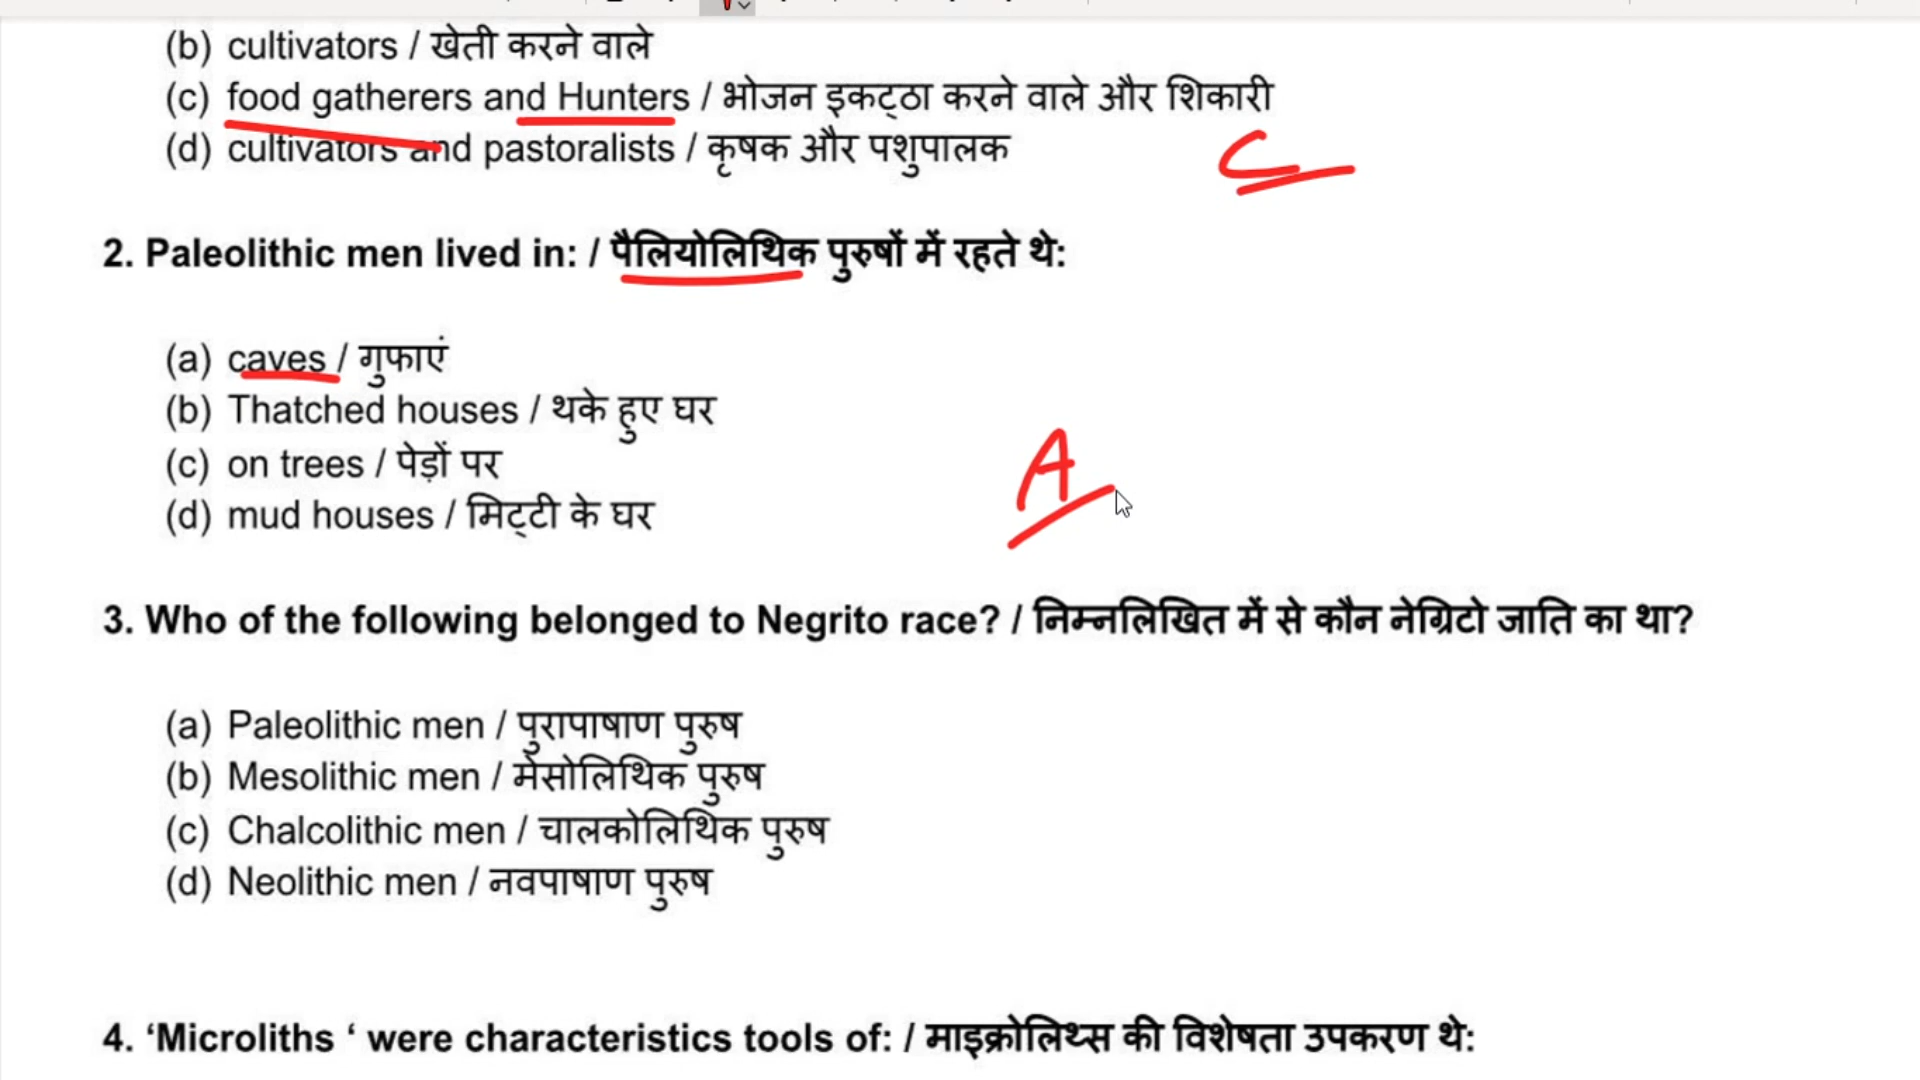 (b) cultivators / खेती करने वाले
(c) food gatherers and Hunters / भोजन इकट्ठा करने वाले और शिकारी
(d) cultivators and pastoralists / कृषक और पशुपालक
C
2. Paleolithic men lived in: / पैलियोलिथिक पुरुषों में रहते थे:
(a) caves / गुफाएं
(b) Thatched houses / थके हुए घर
(c) on trees / पेड़ों पर
(d) mud houses / मिट्टी के घर
A
3. Who of the following belonged to Negrito race? / निम्नलिखित में से कौन नेग्रिटो जाति का था?
(a) Paleolithic men / पुरापाषाण पुरुष
(b) Mesolithic men / मेसोलिथिक पुरुष
(c) Chalcolithic men / चालकोलिथिक पुरुष
(d) Neolithic men / नवपाषाण पुरुष
4. ‘Microliths ‘ were characteristics tools of: / माइक्रोलिथ्स की विशेषता उपकरण थे: